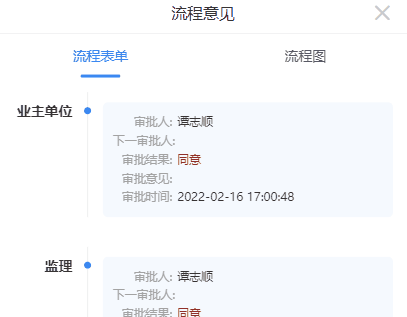 流程意见
流程表单 流程图
业主单位
审批人: 谭志顺
下一审批人:
审批结果: 同意
审批意见:
审批时间: 2022-02-16 17:00:48
监理
审批人: 谭志顺
下一审批人:
审批结果: 同意